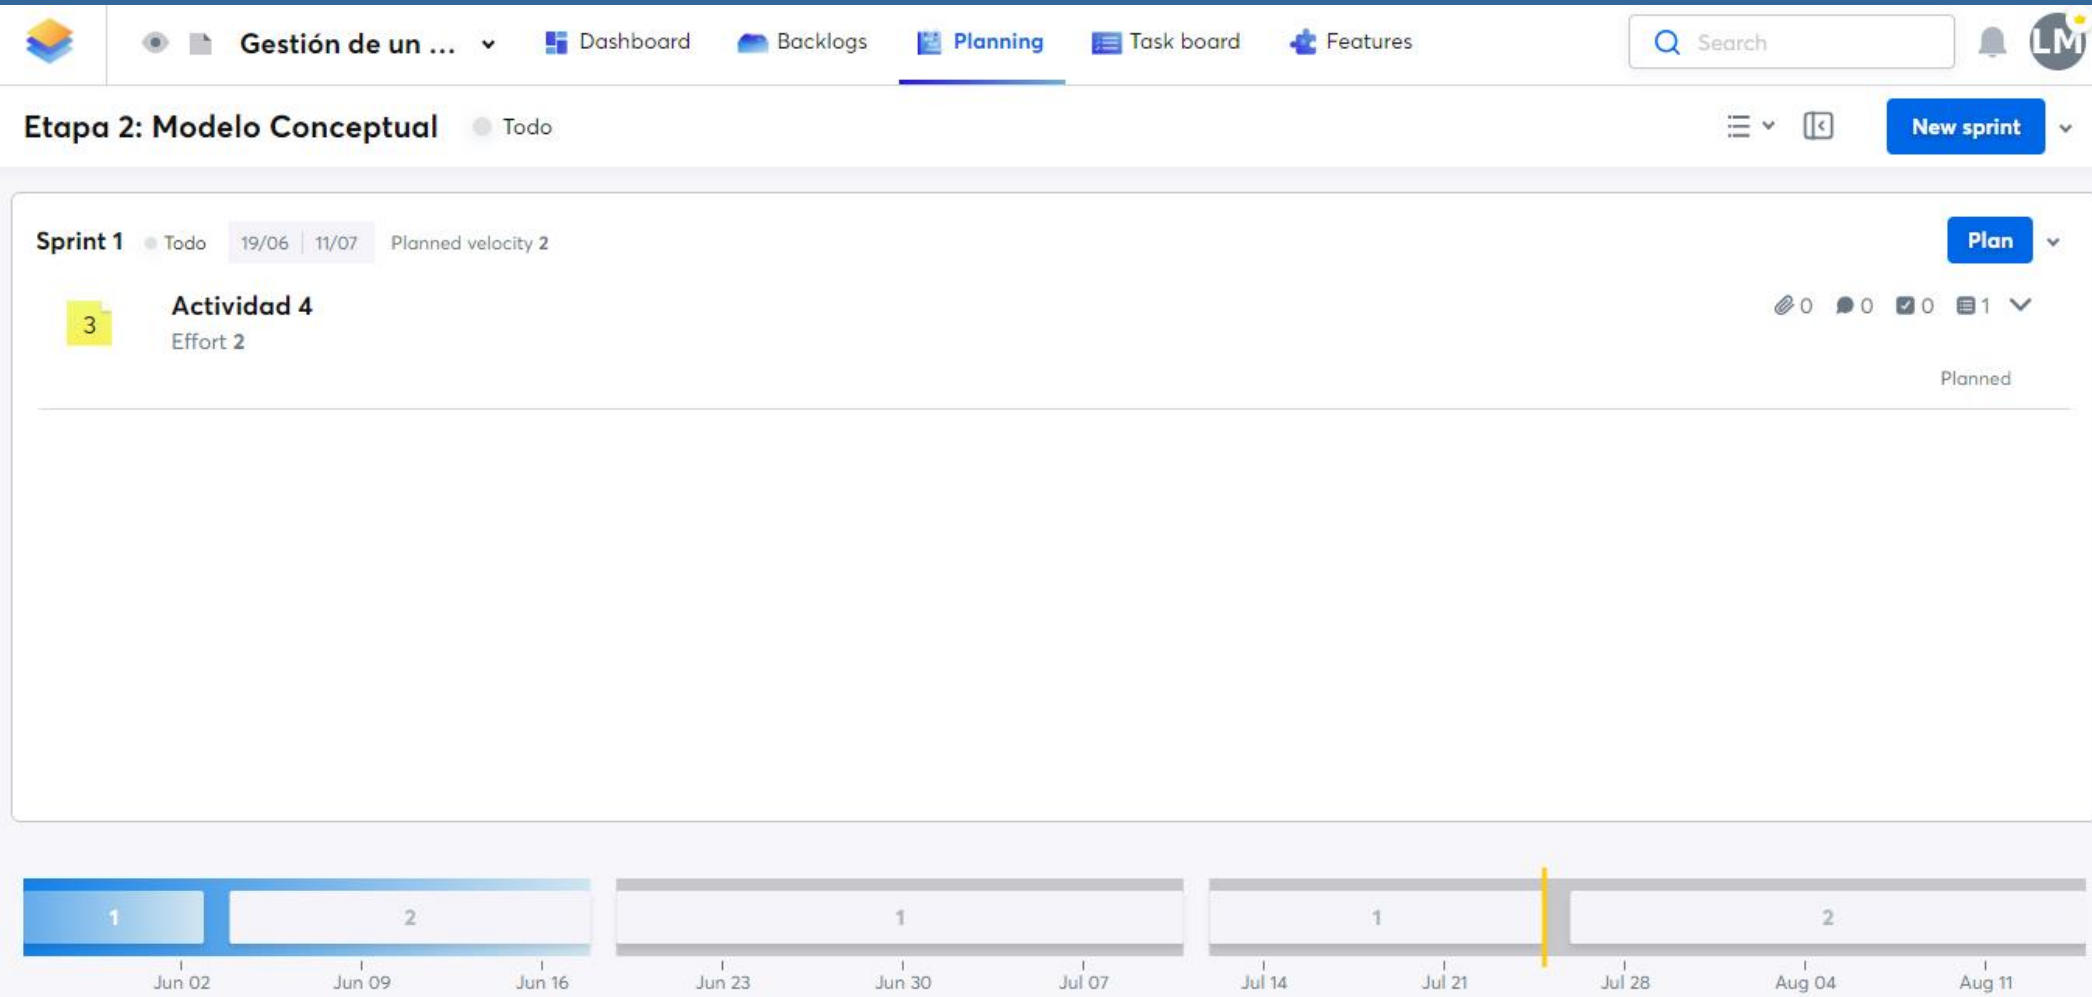 Gestión de un ... Dashboard Backlogs Planning Task board Features Search LM
Etapa 2: Modelo Conceptual Todo New sprint
Sprint 1 Todo 19/06 11/07 Planned velocity 2 Plan
3 Actividad 4 0 0 0 1
Effort 2
Planned
1 2 1 1 2
Jun 02 Jun 09 Jun 16 Jun 23 Jun 30 Jul 07 Jul 14 Jul 21 Jul 28 Aug 04 Aug 11